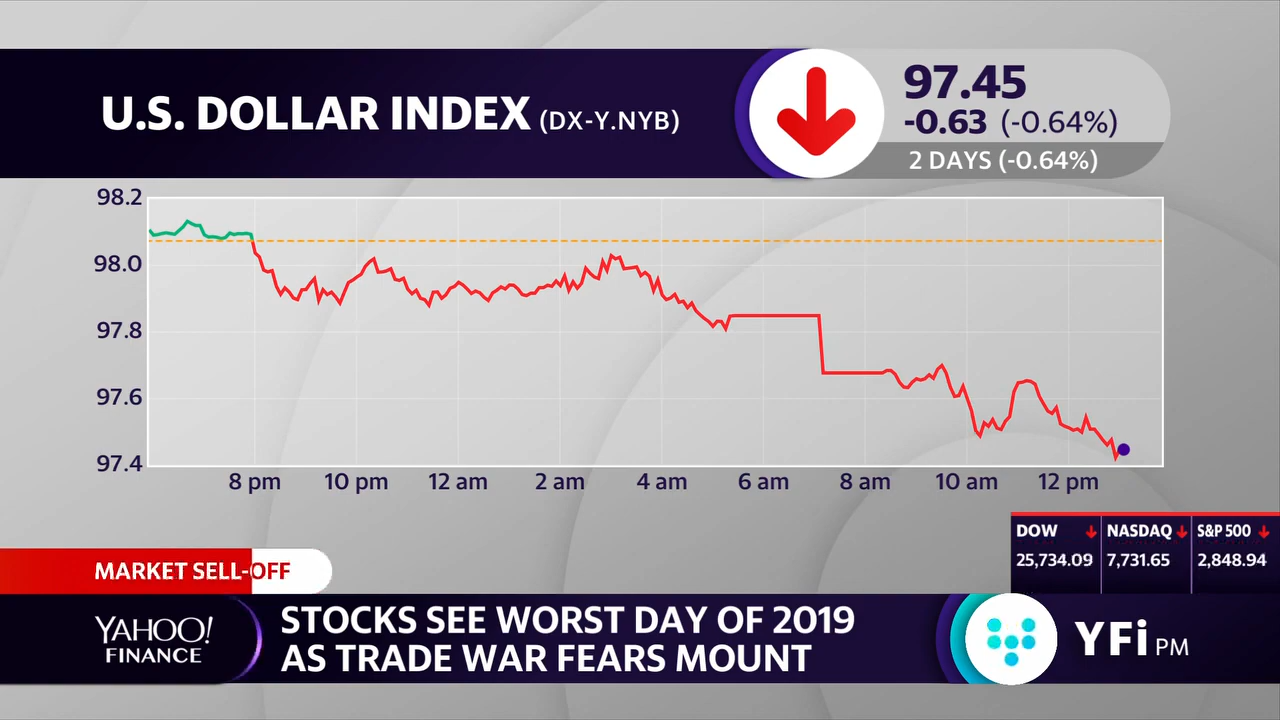 U.S. DOLLAR INDEX (DX-Y.NYB)
97.45
-0.63 (-0.64%)
2 DAYS (-0.64%)
98.2
98.0
97.8
97.6
97.4
8 pm 10 pm 12 am 2 am 4 am 6 am 8 am 10 am 12 pm
DOW NASDAQ S&P 500
25,734.09 7,731.65 2,848.94
MARKET SELL-OFF
YAHOO!
FINANCE
STOCKS SEE WORST DAY OF 2019
AS TRADE WAR FEARS MOUNT
YFi PM